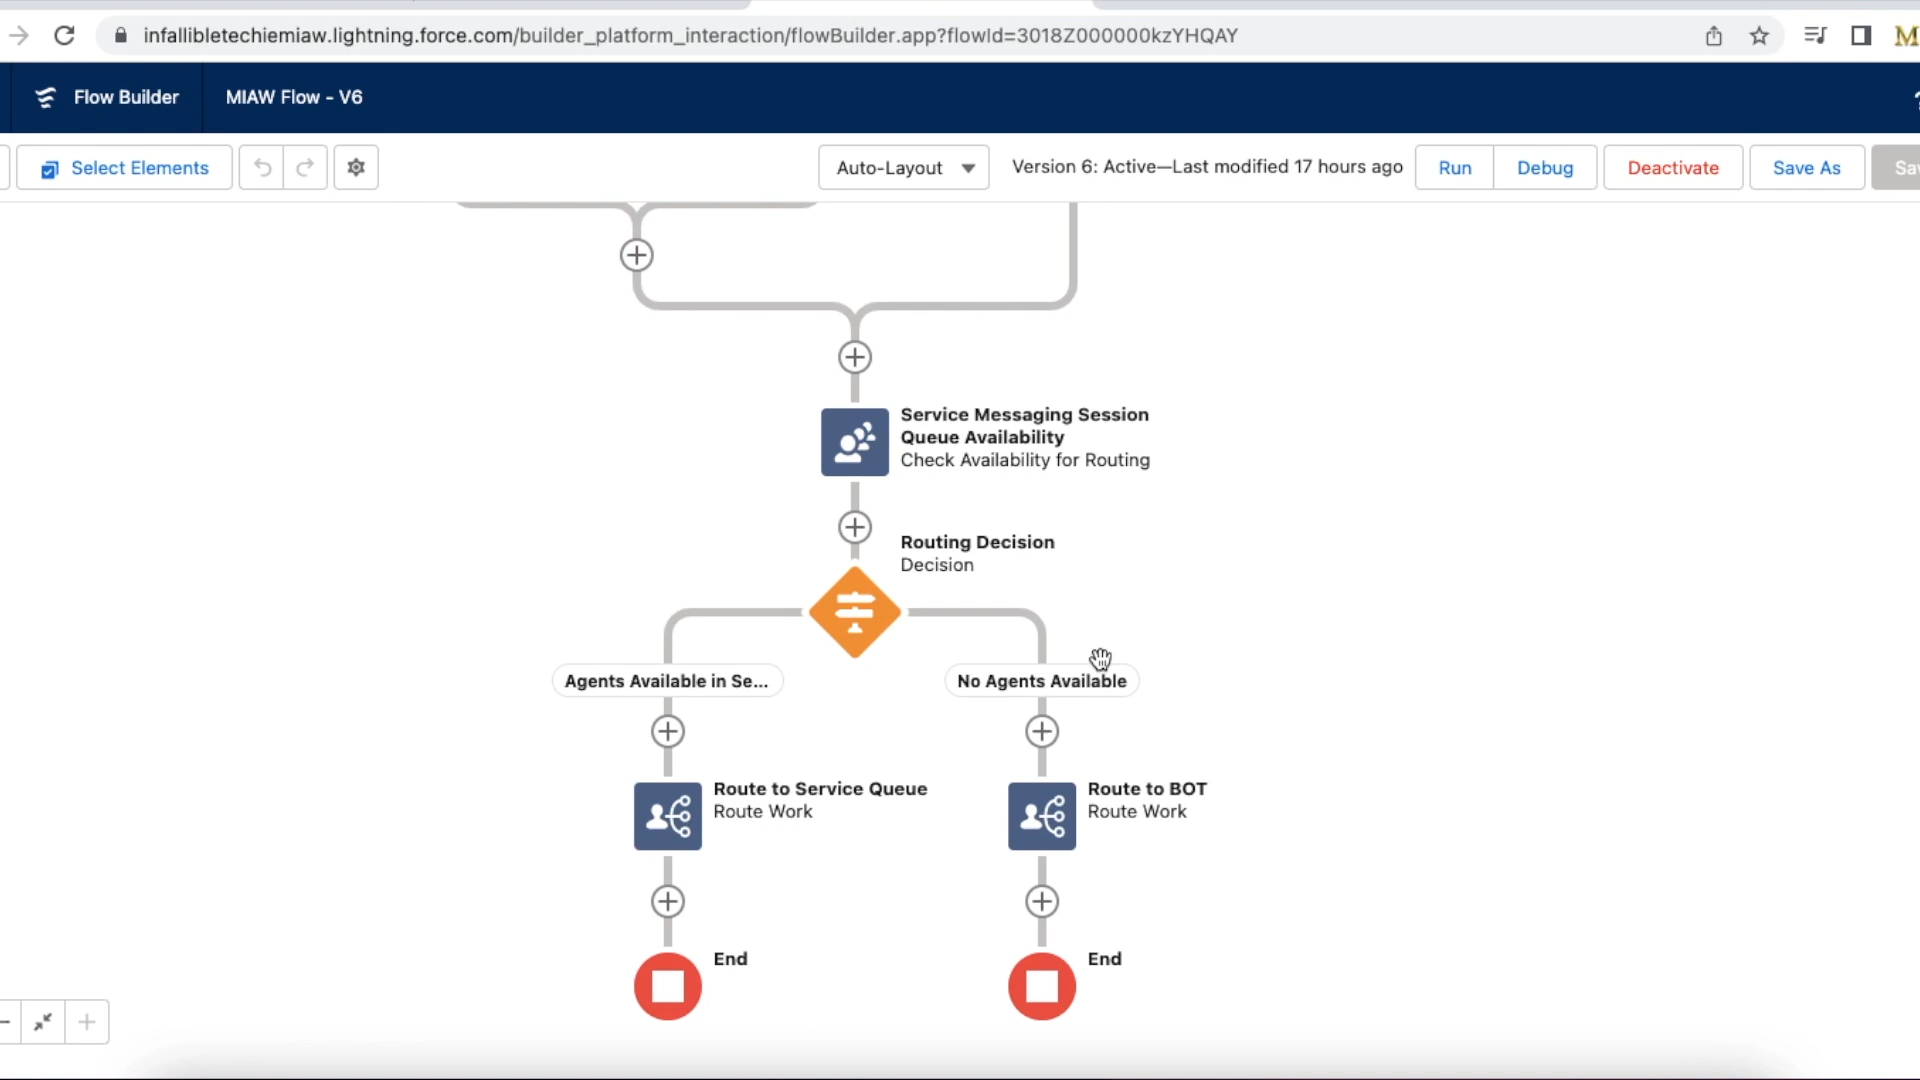 infallibletechiemiaw.lightning.force.com/builder_platform_interaction/flowBuilder.app?flowId=3018Z000000kzYHQAY
M
Flow Builder
MIAW Flow - V6
Select Elements
Auto-Layout
Version 6: Active—Last modified 17 hours ago
Run
Debug
Deactivate
Save As
Service Messaging Session
Queue Availability
Check Availability for Routing
Routing Decision
Decision
Agents Available in Se...
No Agents Available
Route to Service Queue
Route Work
Route to BOT
Route Work
End
End